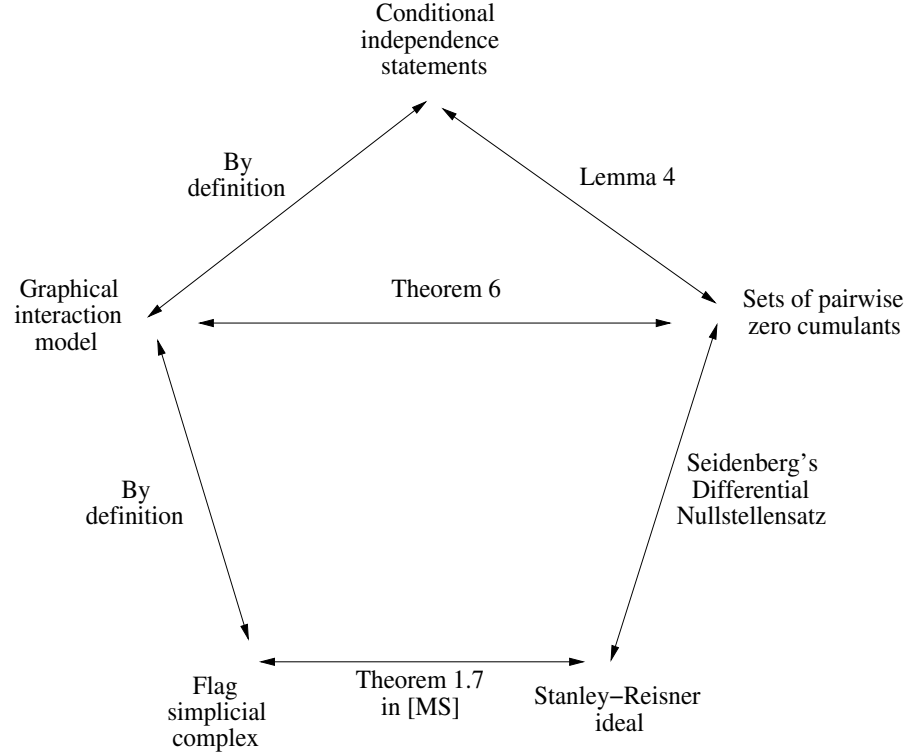 Conditional
independence
statements
By
definition
Lemma 4
Graphical
interaction
model
Theorem 6
Sets of pairwise
zero cumulants
By
definition
Seidenberg's
Differential
Nullstellensatz
Flag
simplicial
complex
Theorem 1.7
in [MS]
Stanley−Reisner
ideal